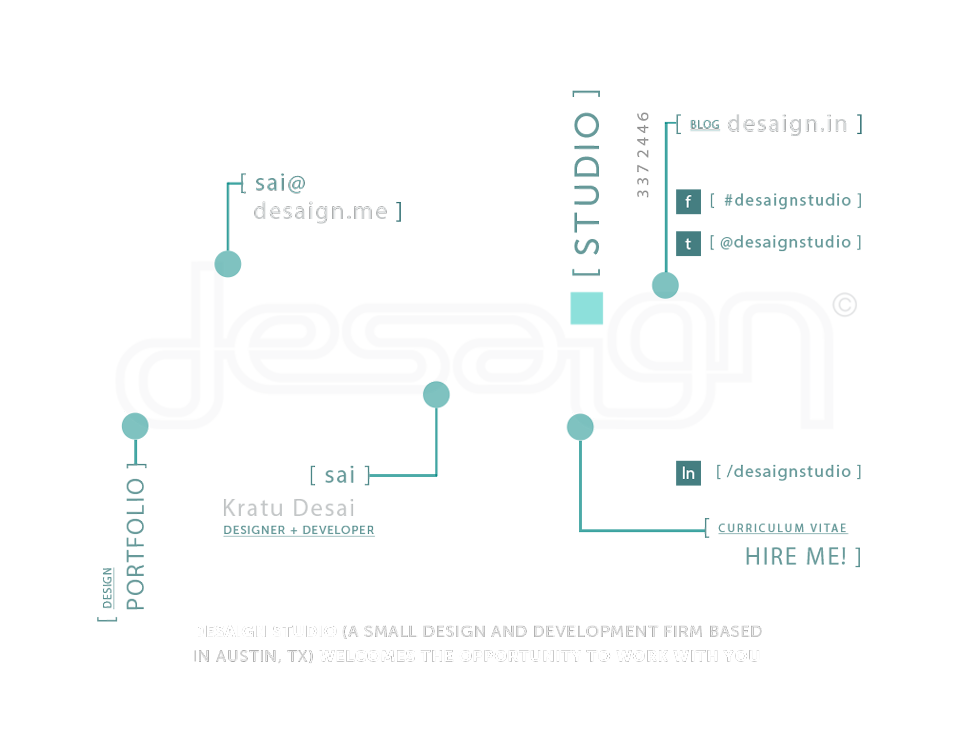 [ STUDIO ]
337 2446
[ BLOG desaign.in ]
[ sai@
desaign.me ]
f [ #desaignstudio ]
t [ @desaignstudio ]
desaign ©
[ DESIGN
PORTFOLIO ]
[ sai ]
Kratu Desai
DESIGNER + DEVELOPER
In [ /desaignstudio ]
[ CURRICULUM VITAE
HIRE ME! ]
DESAIGN STUDIO (A SMALL DESIGN AND DEVELOPMENT FIRM BASED
IN AUSTIN, TX) WELCOMES THE OPPORTUNITY TO WORK WITH YOU